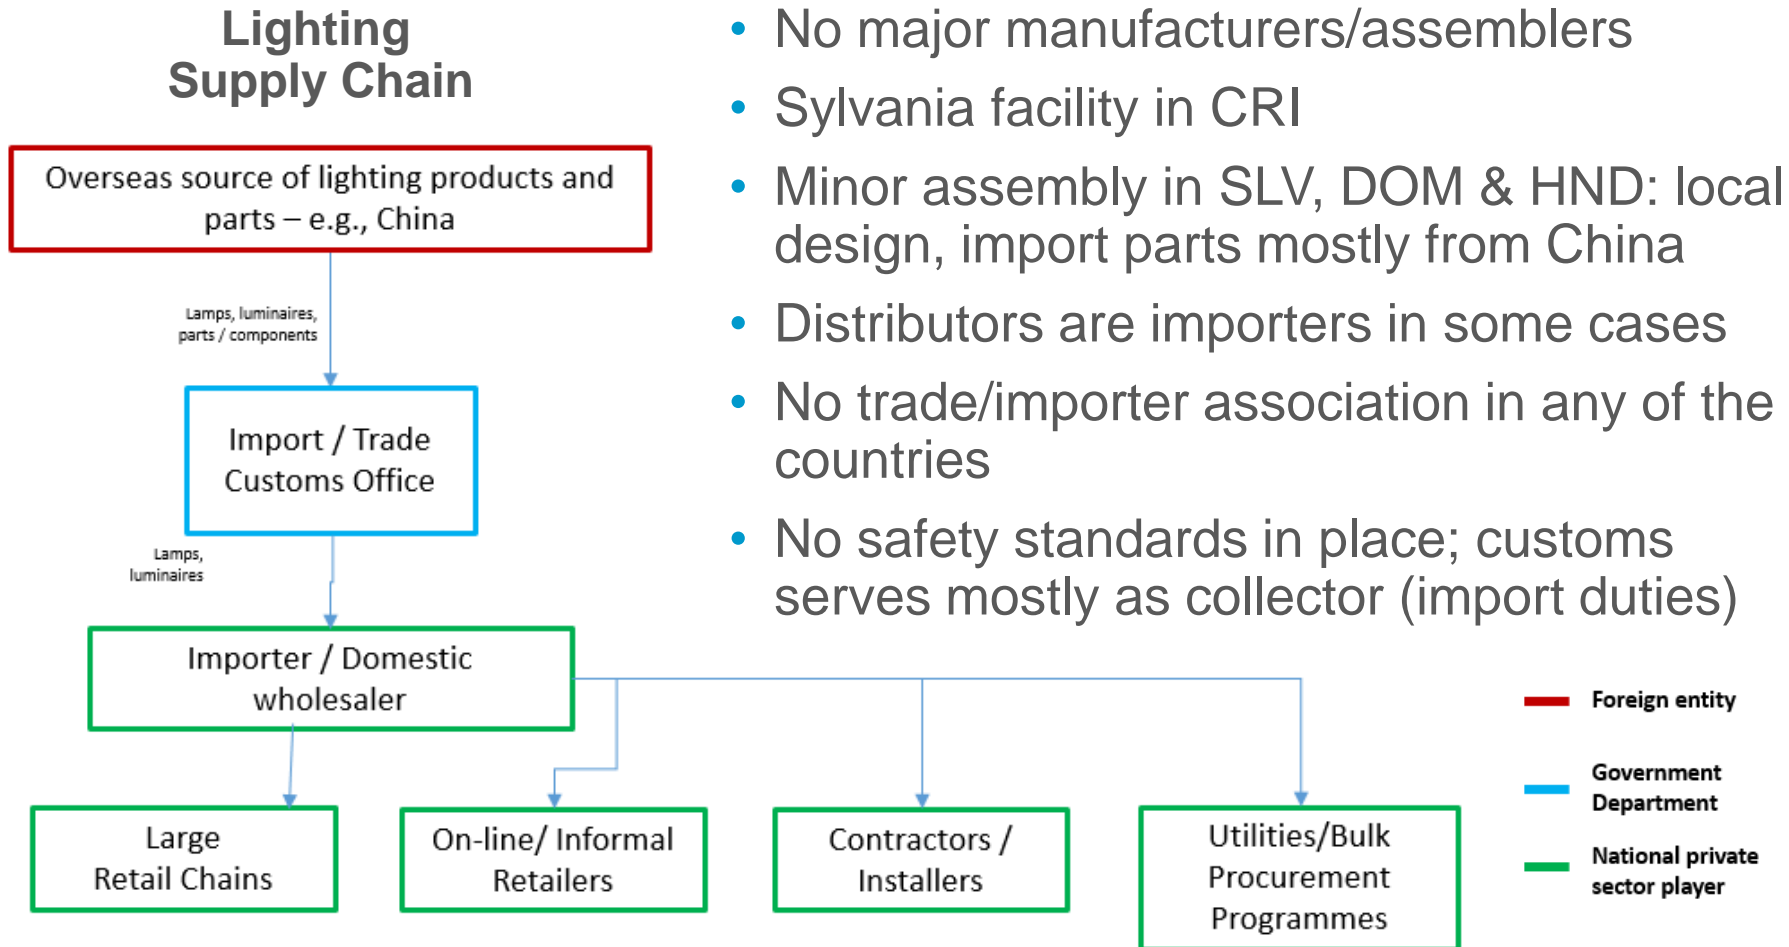 Lighting
Supply Chain
Overseas source of lighting products and
parts – e.g., China
Lamps, luminaires,
parts / components
Import / Trade
Customs Office
Lamps,
luminaires
Importer / Domestic
wholesaler
Large
Retail Chains
On-line/ Informal
Retailers
Contractors /
Installers
Utilities/Bulk
Procurement
Programmes
• No major manufacturers/assemblers
• Sylvania facility in CRI
• Minor assembly in SLV, DOM & HND: local
design, import parts mostly from China
• Distributors are importers in some cases
• No trade/importer association in any of the
countries
• No safety standards in place; customs
serves mostly as collector (import duties)
Foreign entity
Government
Department
National private
sector player